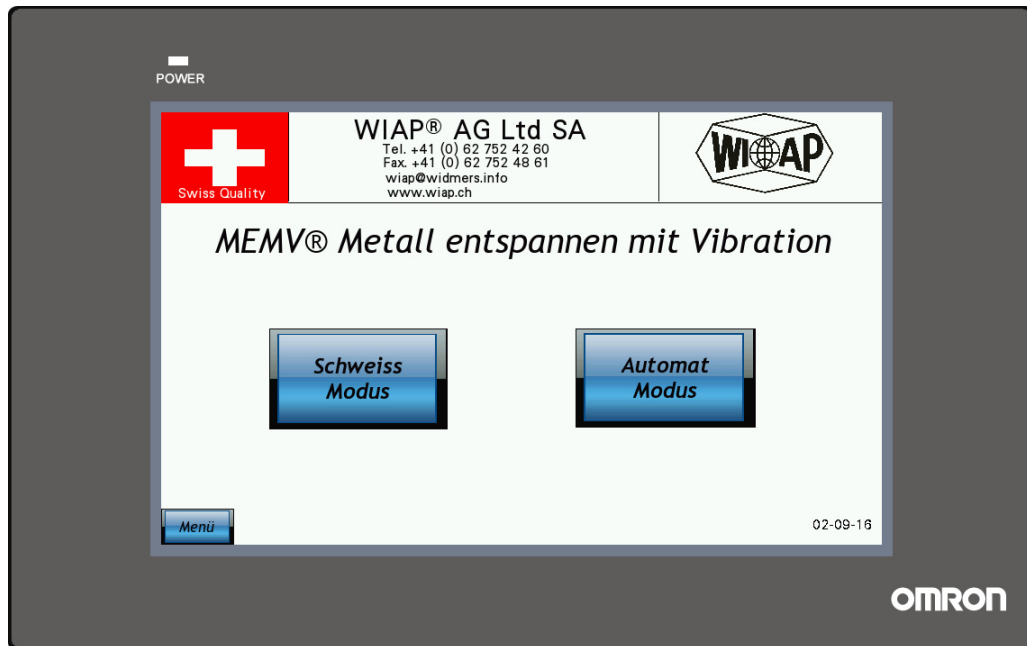 POWER
Swiss Quality
WIAP® AG Ltd SA
Tel. +41 (0) 62 752 42 60
Fax. +41 (0) 62 752 48 61
wiap@widmers.info
www.wiap.ch
WIAP
MEMV® Metall entspannen mit Vibration
Schweiss
Modus
Automat
Modus
Menü
02-09-16
OMRON